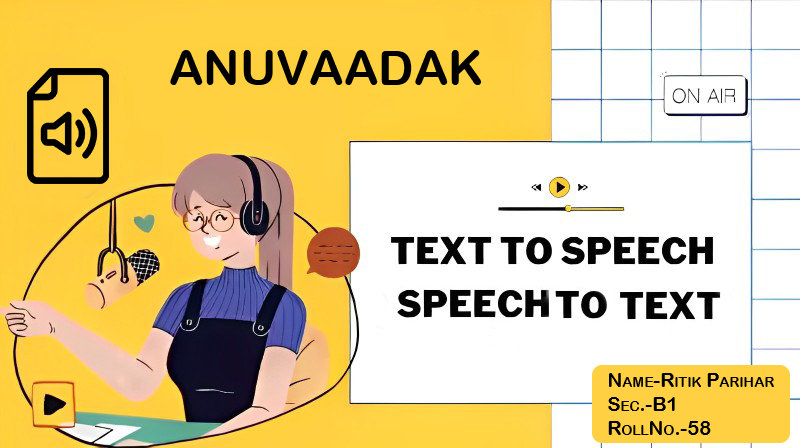 ANUVAADAK
ON AIR
TEXT TO SPEECH
SPEECH TO TEXT
Name-Ritik Parihar
Sec.-B1
RollNo.-58